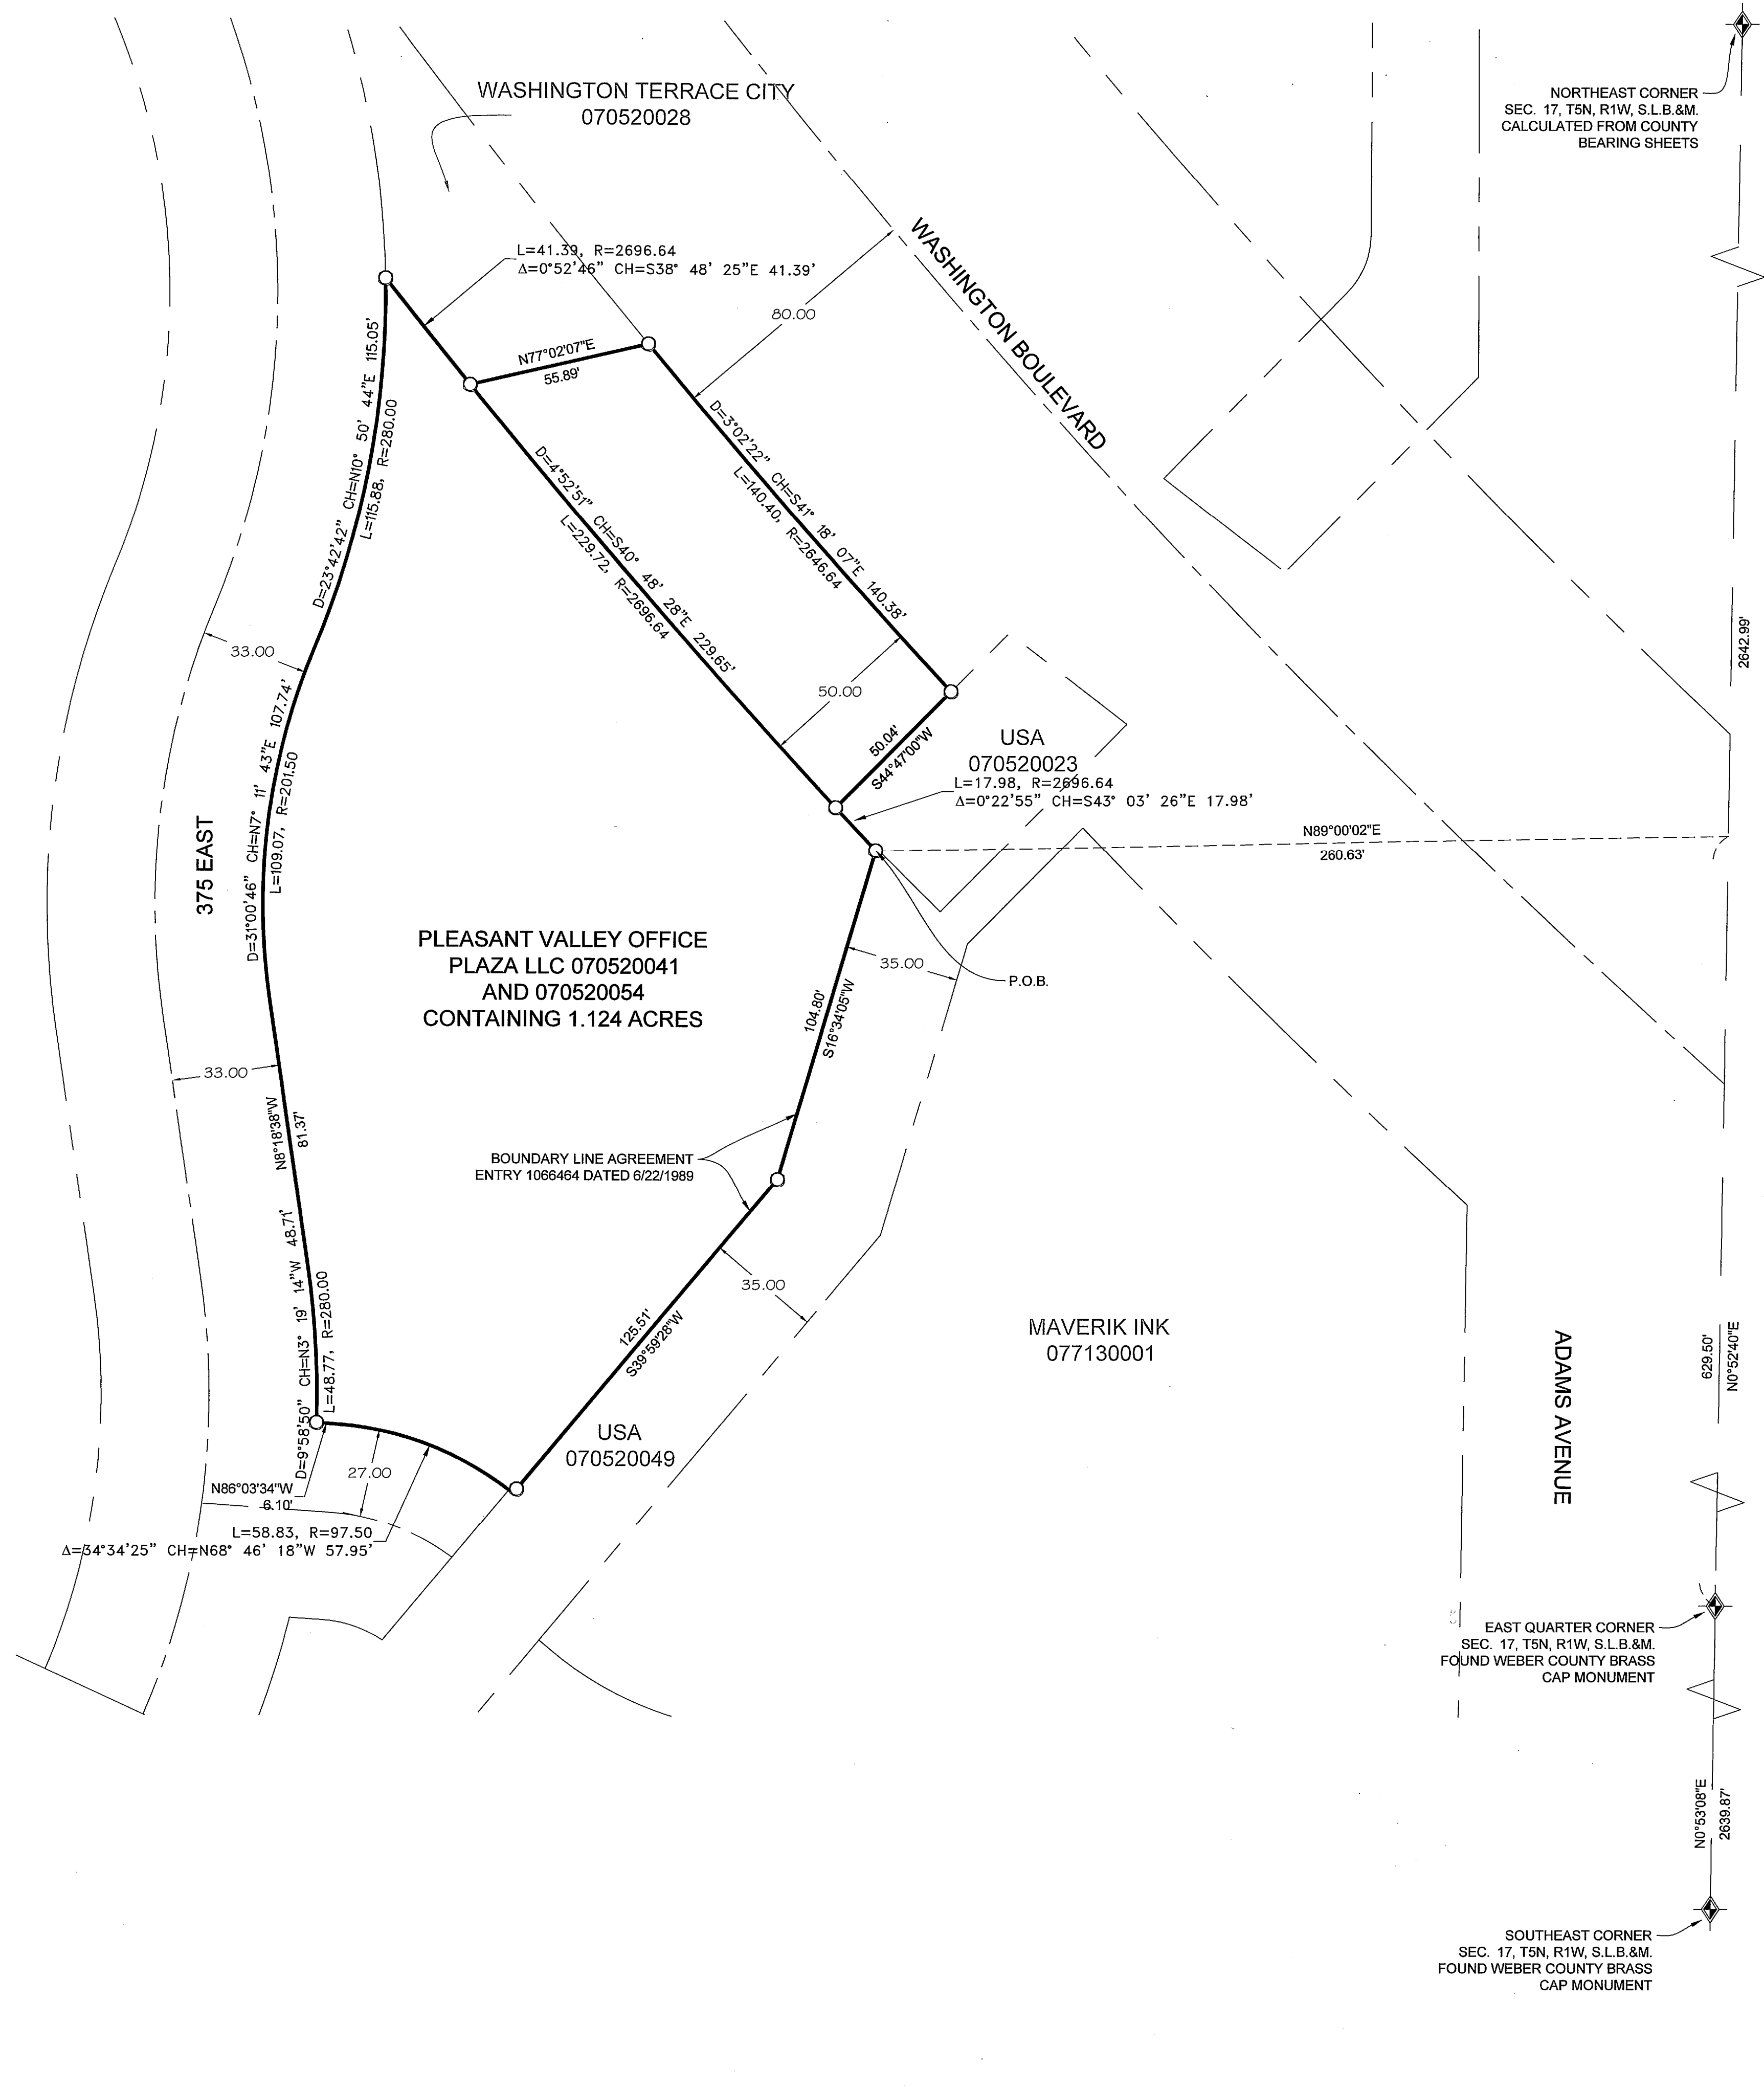 WASHINGTON TERRACE CITY
070520028
NORTHEAST CORNER
SEC. 17, T5N, R1W, S.L.B.&M.
CALCULATED FROM COUNTY
BEARING SHEETS
L=41.39, R=2696.64
Δ=0°52'46" CH=S38° 48' 25"E 41.39'
WASHINGTON BOULEVARD
80.00
N77°02'07"E
55.89'
D=23°42'42" CH=N10° 50' 44"E 115.05'
L=115.88, R=280.00
D=3°02'22" CH=S41° 18' 07"E 140.38'
L=140.40, R=2646.64
D=4°52'51" CH=S40° 48' 28"E 229.65'
L=229.72, R=2696.64
2642.99'
33.00
50.00
50.04'
S44°47'00"W
USA
070520023
L=17.98, R=2696.64
Δ=0°22'55" CH=S43° 03' 26"E 17.98'
N89°00'02"E
260.63'
D=31°00'46" CH=N7° 11' 43"E 107.74'
L=109.07, R=201.50
375 EAST
PLEASANT VALLEY OFFICE
PLAZA LLC 070520041
AND 070520054
CONTAINING 1.124 ACRES
35.00
P.O.B.
104.80'
S16°34'05"W
33.00
N8°18'38"W
81.37'
BOUNDARY LINE AGREEMENT
ENTRY 1066464 DATED 6/22/1989
35.00
125.51'
S39°59'28"W
MAVERIK INK
077130001
ADAMS AVENUE
629.50'
N0°52'40"E
D=9°58'50" CH=N3° 19' 14"W 48.71'
L=48.77, R=280.00
USA
070520049
27.00
N86°03'34"W
6.10'
L=58.83, R=97.50
Δ=34°34'25" CH=N68° 46' 18"W 57.95'
EAST QUARTER CORNER
SEC. 17, T5N, R1W, S.L.B.&M.
FOUND WEBER COUNTY BRASS
CAP MONUMENT
N0°53'08"E
2639.87'
SOUTHEAST CORNER
SEC. 17, T5N, R1W, S.L.B.&M.
FOUND WEBER COUNTY BRASS
CAP MONUMENT